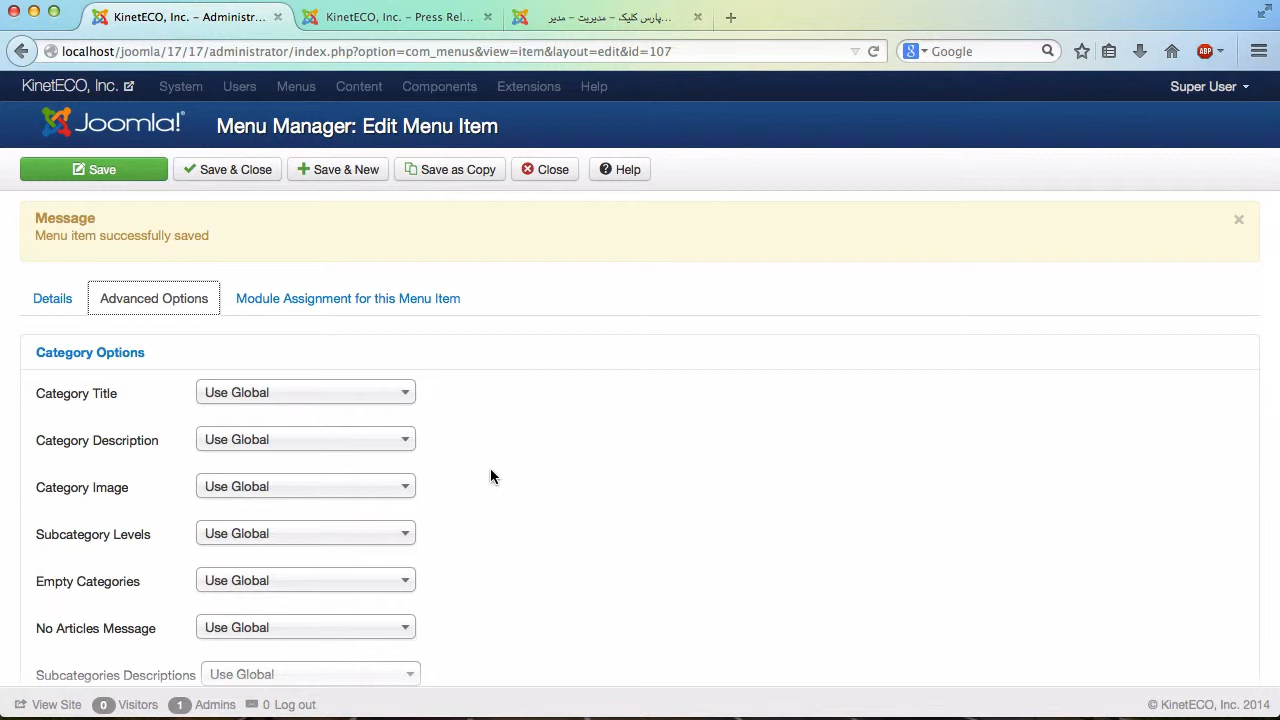 KinetECO, Inc. - Administr... KinetECO, Inc. - Press Rel... پارس کلیک - مدیریت - مدیر...
localhost/joomla/17/17/administrator/index.php?option=com_menus&view=item&layout=edit&id=107 Google ABP
KinetECO, Inc. System Users Menus Content Components Extensions Help Super User
Joomla! Menu Manager: Edit Menu Item
Save Save & Close Save & New Save as Copy Close Help
Message
Menu item successfully saved
Details Advanced Options Module Assignment for this Menu Item
Category Options
Category Title Use Global
Category Description Use Global
Category Image Use Global
Subcategory Levels Use Global
Empty Categories Use Global
No Articles Message Use Global
Subcategories Descriptions Use Global
View Site 0 Visitors 1 Admins 0 Log out © KinetECO, Inc. 2014